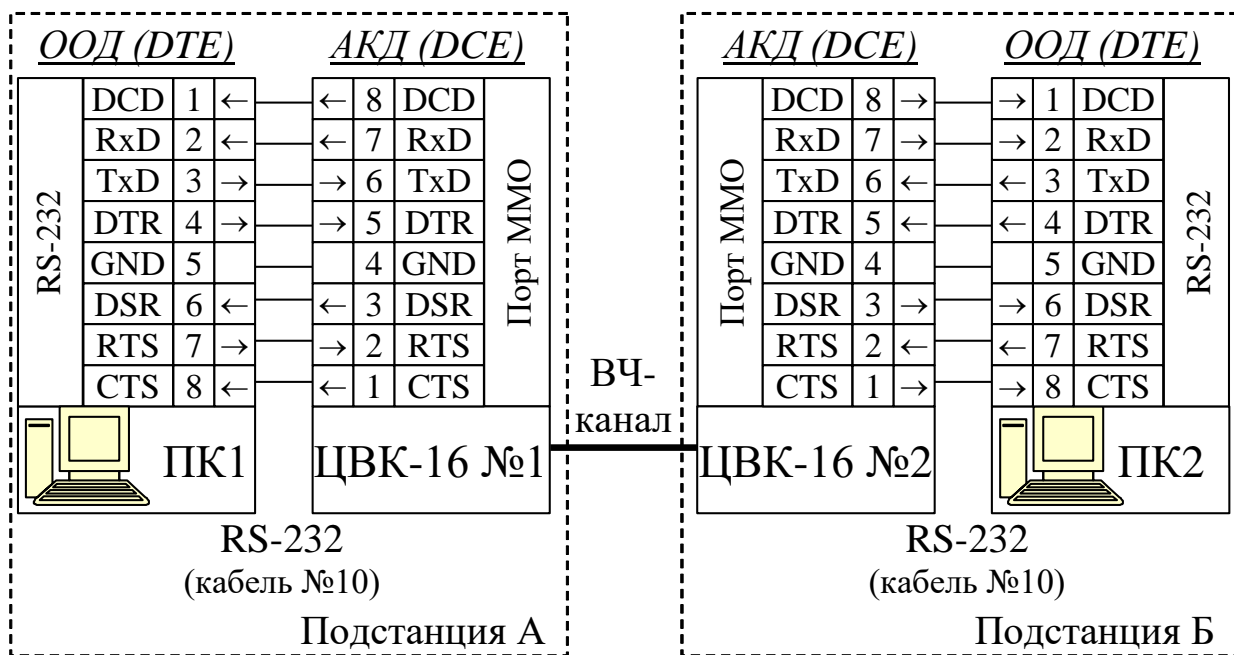 ООД (DTE) АКД (DCE) АКД (DCE) ООД (DTE)
DCD 1 ← ← 8 DCD DCD 8 → → 1 DCD
RxD 2 ← ← 7 RxD RxD 7 → → 2 RxD
TxD 3 → → 6 TxD TxD 6 ← ← 3 TxD
DTR 4 → → 5 DTR DTR 5 ← ← 4 DTR
GND 5 4 GND GND 4 5 GND
DSR 6 ← ← 3 DSR DSR 3 → → 6 DSR
RTS 7 → → 2 RTS RTS 2 ← ← 7 RTS
CTS 8 ← ← 1 CTS CTS 1 → → 8 CTS
RS-232
Порт ММО
Порт ММО
RS-232
ВЧ-
канал
ПК1 ЦВК-16 №1 ЦВК-16 №2 ПК2
RS-232 RS-232
(кабель №10) (кабель №10)
Подстанция А Подстанция Б